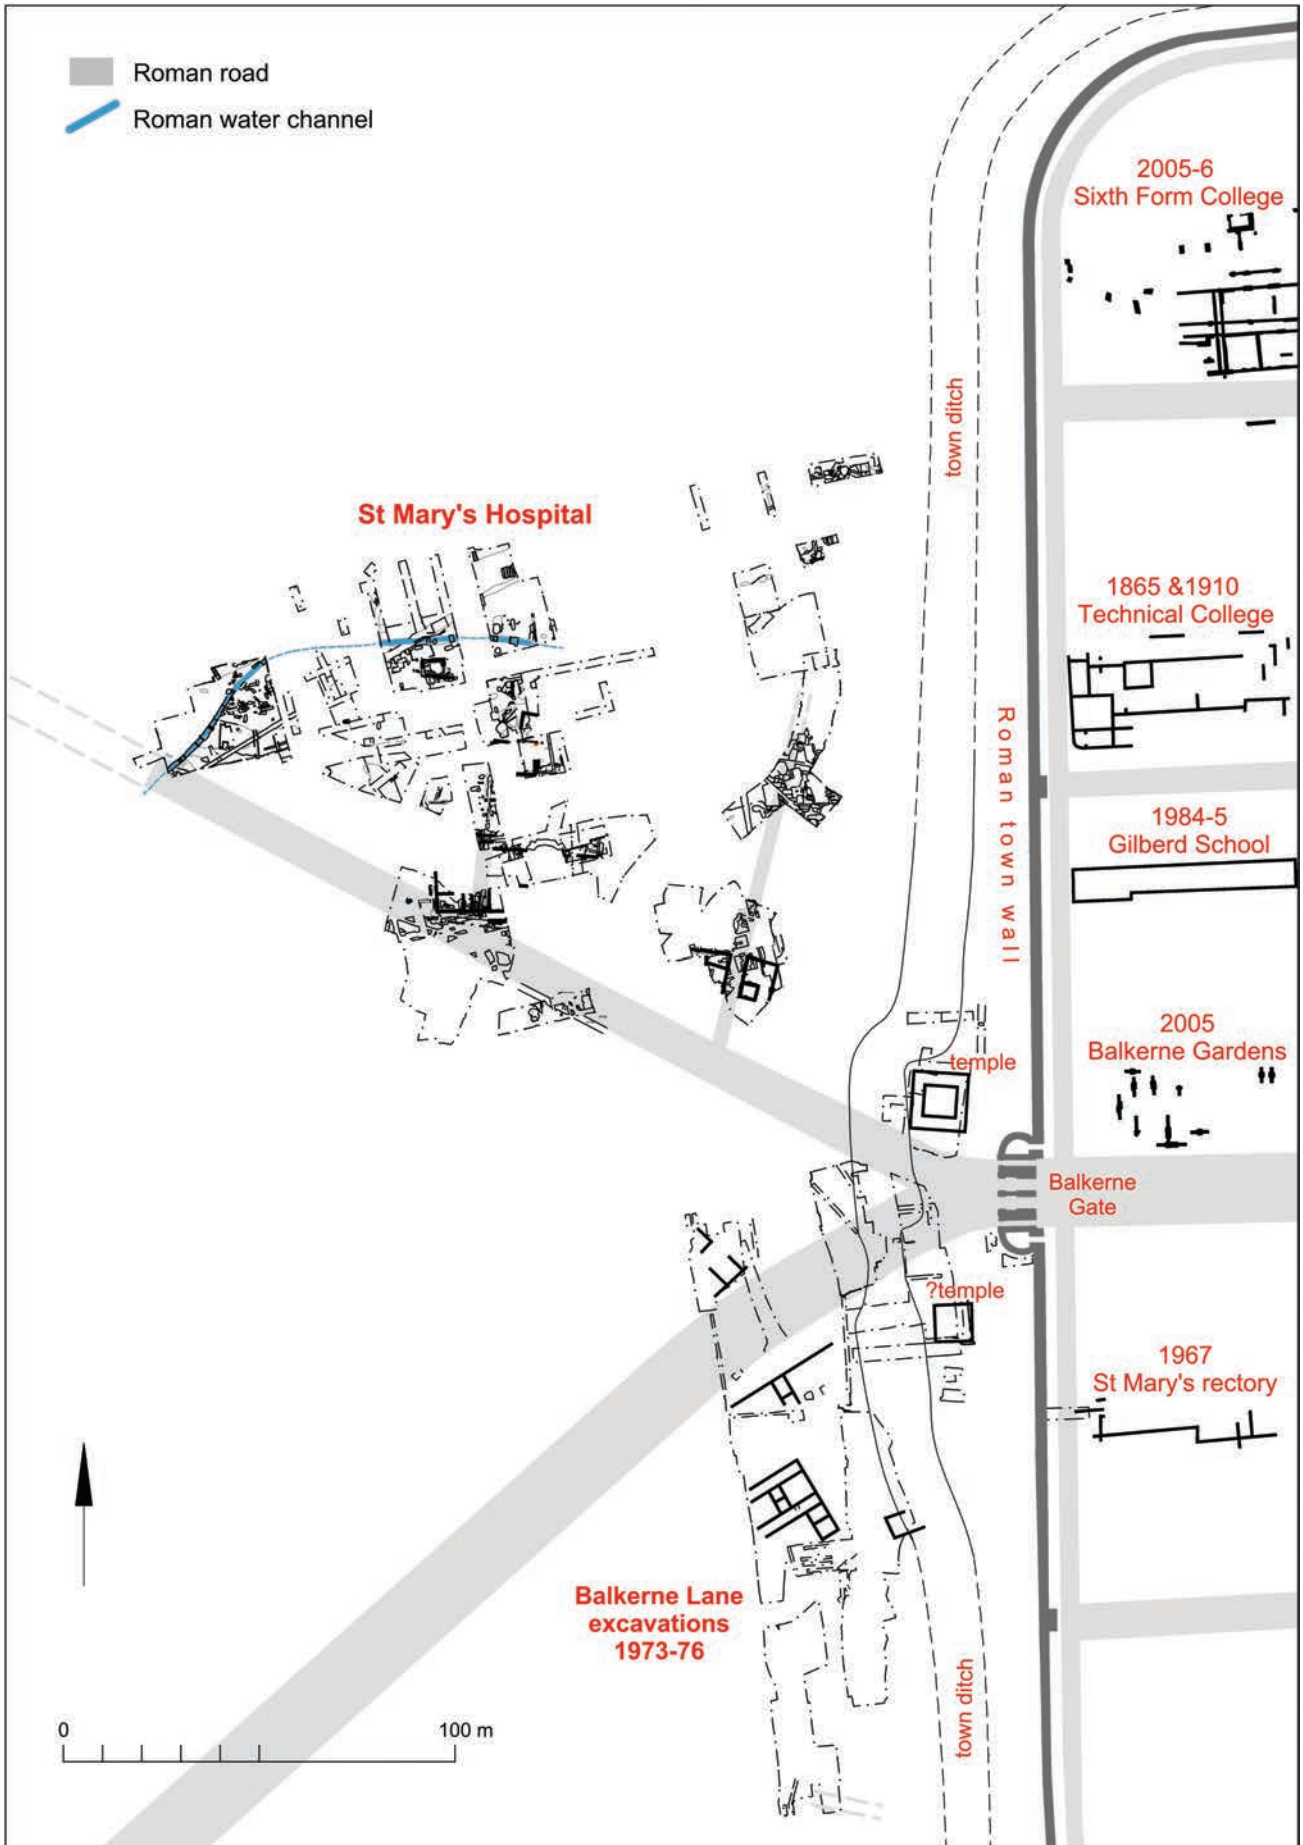 Roman road
Roman water channel
2005-6
Sixth Form College
town ditch
St Mary's Hospital
1865 &1910
Technical College
Roman town wall
1984-5
Gilberd School
2005
Balkerne Gardens
temple
Balkerne
Gate
?temple
1967
St Mary's rectory
Balkerne Lane
excavations
1973-76
town ditch
0
100 m